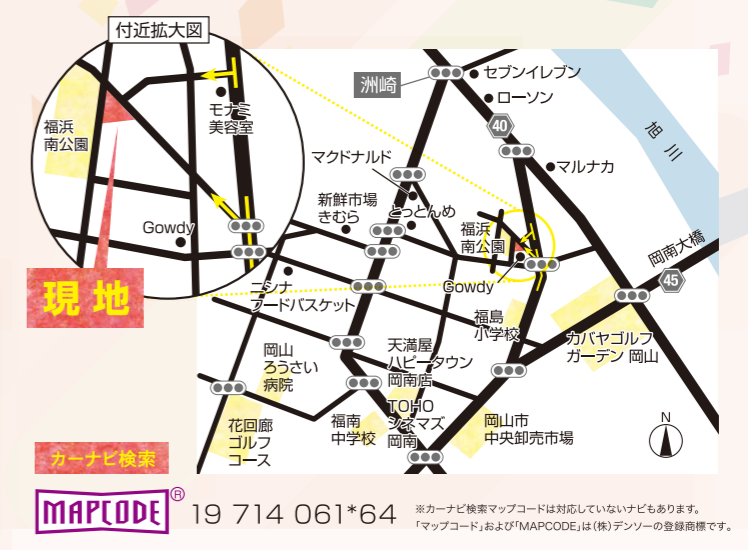 付近拡大図
福浜
南公園
モナミ
美容室
Gowdy
現地
洲崎
セブンイレブン
ローソン
40
旭川
マルナカ
マクドナルド
新鮮市場
きむら
とっとんめ
福浜
南公園
Gowdy
岡南大橋
45
ニシナ
フードバスケット
福島
小学校
カバヤゴルフ
ガーデン 岡山
岡山
ろうさい
病院
天満屋
ハピータウン
岡南店
TOHO
シネマズ
岡南
花回廊
ゴルフ
コース
福南
中学校
岡山市
中央卸売市場
N
カーナビ検索
MAPCODE®
19 714 061*64
※カーナビ検索マップコードは対応していないナビもあります。
「マップコード」および「MAPCODE」は(株)デンソーの登録商標です。